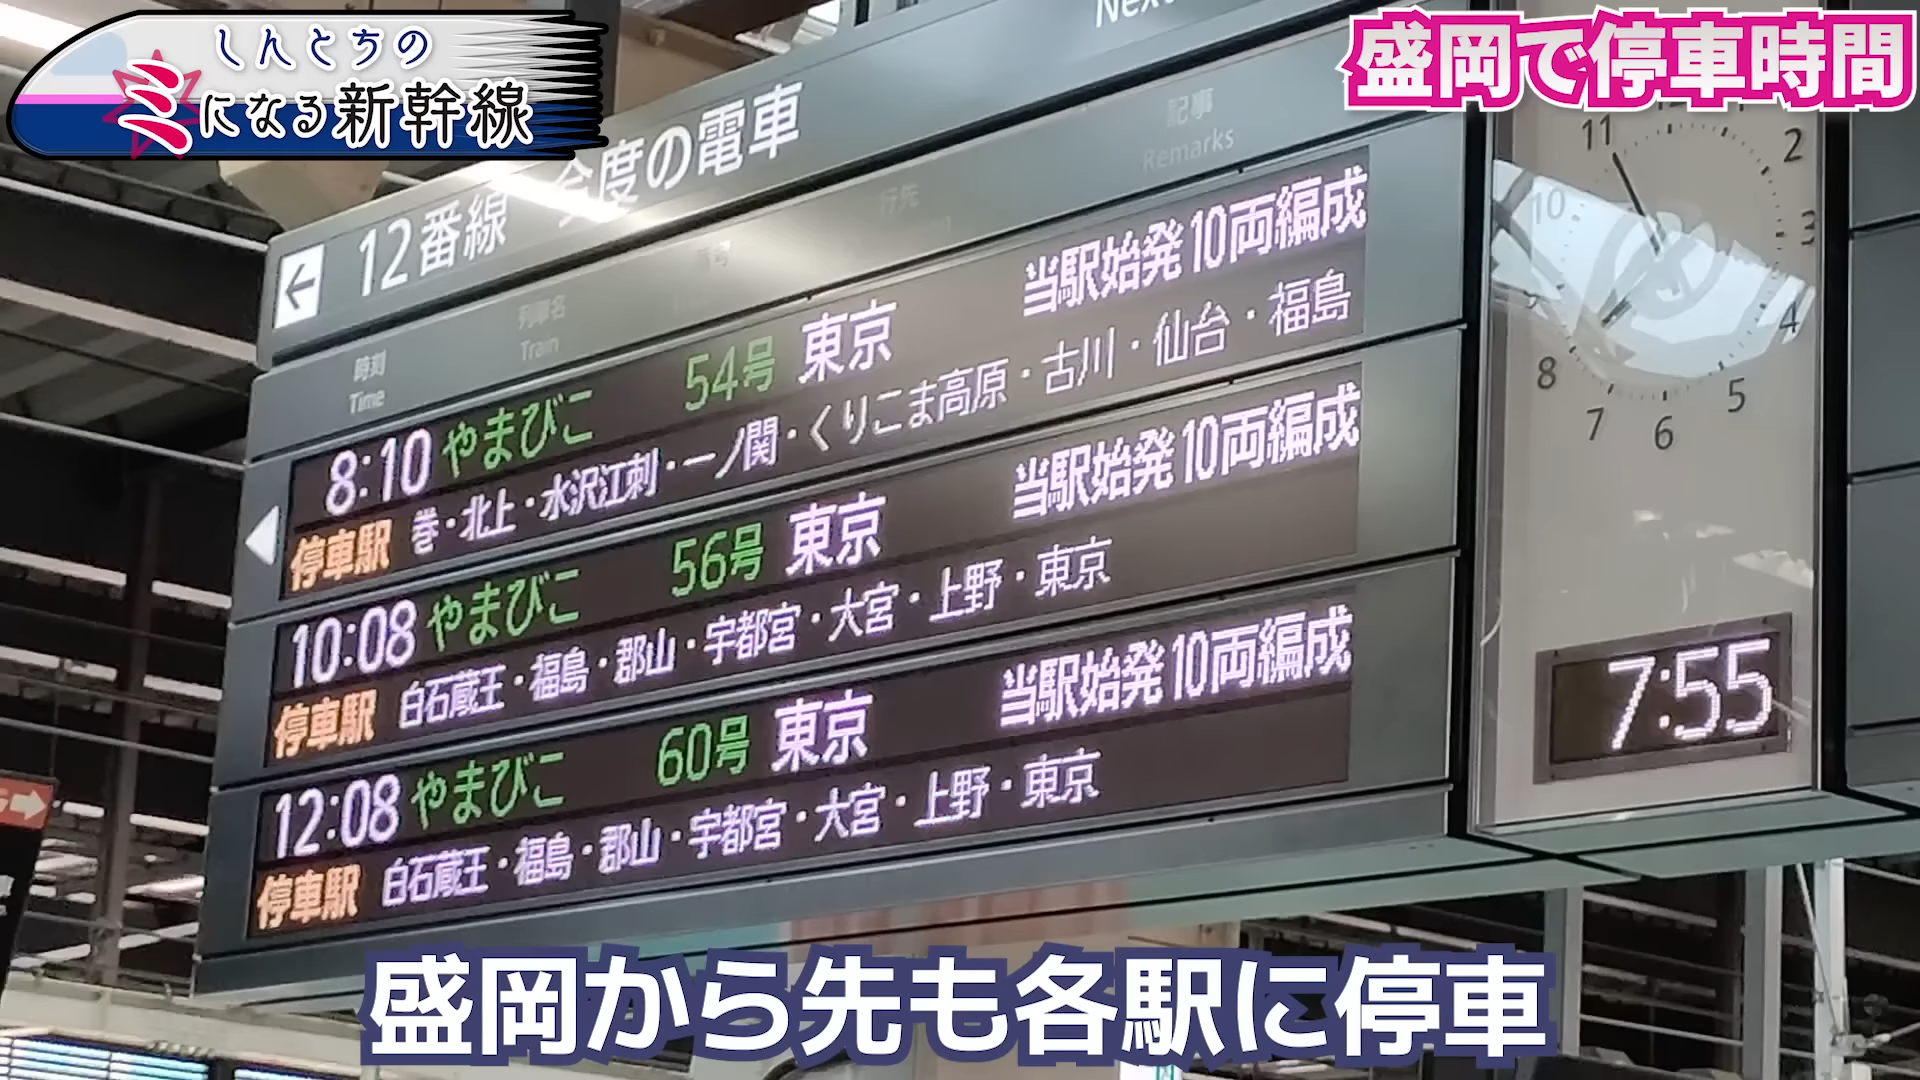 しんとちの
ミになる新幹線
盛岡で停車時間
Next
12番線 今度の電車
時刻
Time
列車名
Train
行先
記事
Remarks
8:10 やまびこ 54号 東京 当駅始発10両編成
停車駅 巻・北上・水沢江刺・一ノ関・くりこま高原・古川・仙台・福島
10:08 やまびこ 56号 東京 当駅始発10両編成
停車駅 白石蔵王・福島・郡山・宇都宮・大宮・上野・東京
12:08 やまびこ 60号 東京 当駅始発10両編成
停車駅 白石蔵王・福島・郡山・宇都宮・大宮・上野・東京
11
2
10
3
9
4
8
5
7
6
7:55
盛岡から先も各駅に停車